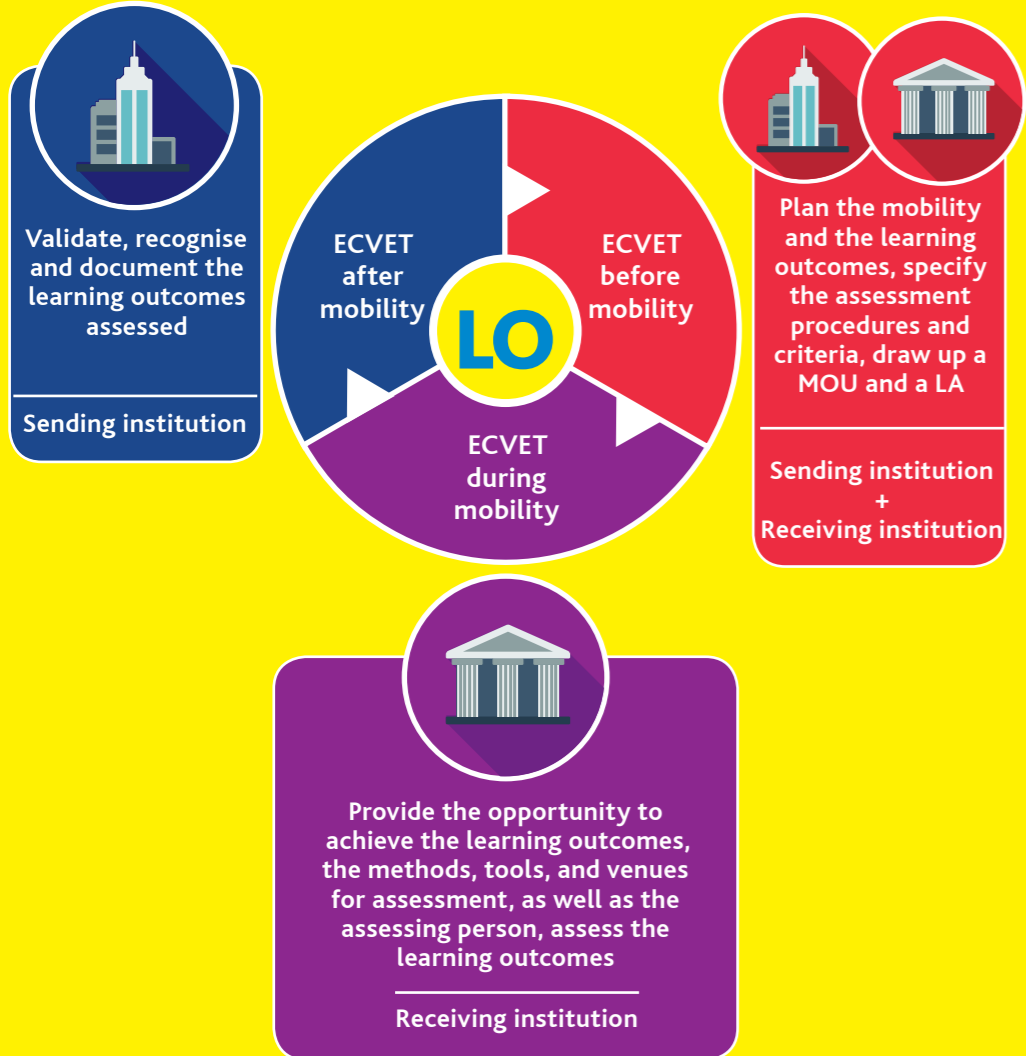 Validate, recognise
and document the
learning outcomes
assessed
Sending institution
ECVET
after
mobility
LO
ECVET
before
mobility
ECVET
during
mobility
Plan the mobility
and the learning
outcomes, specify
the assessment
procedures and
criteria, draw up a
MOU and a LA
Sending institution
+
Receiving institution
Provide the opportunity to
achieve the learning outcomes,
the methods, tools, and venues
for assessment, as well as the
assessing person, assess the
learning outcomes
Receiving institution